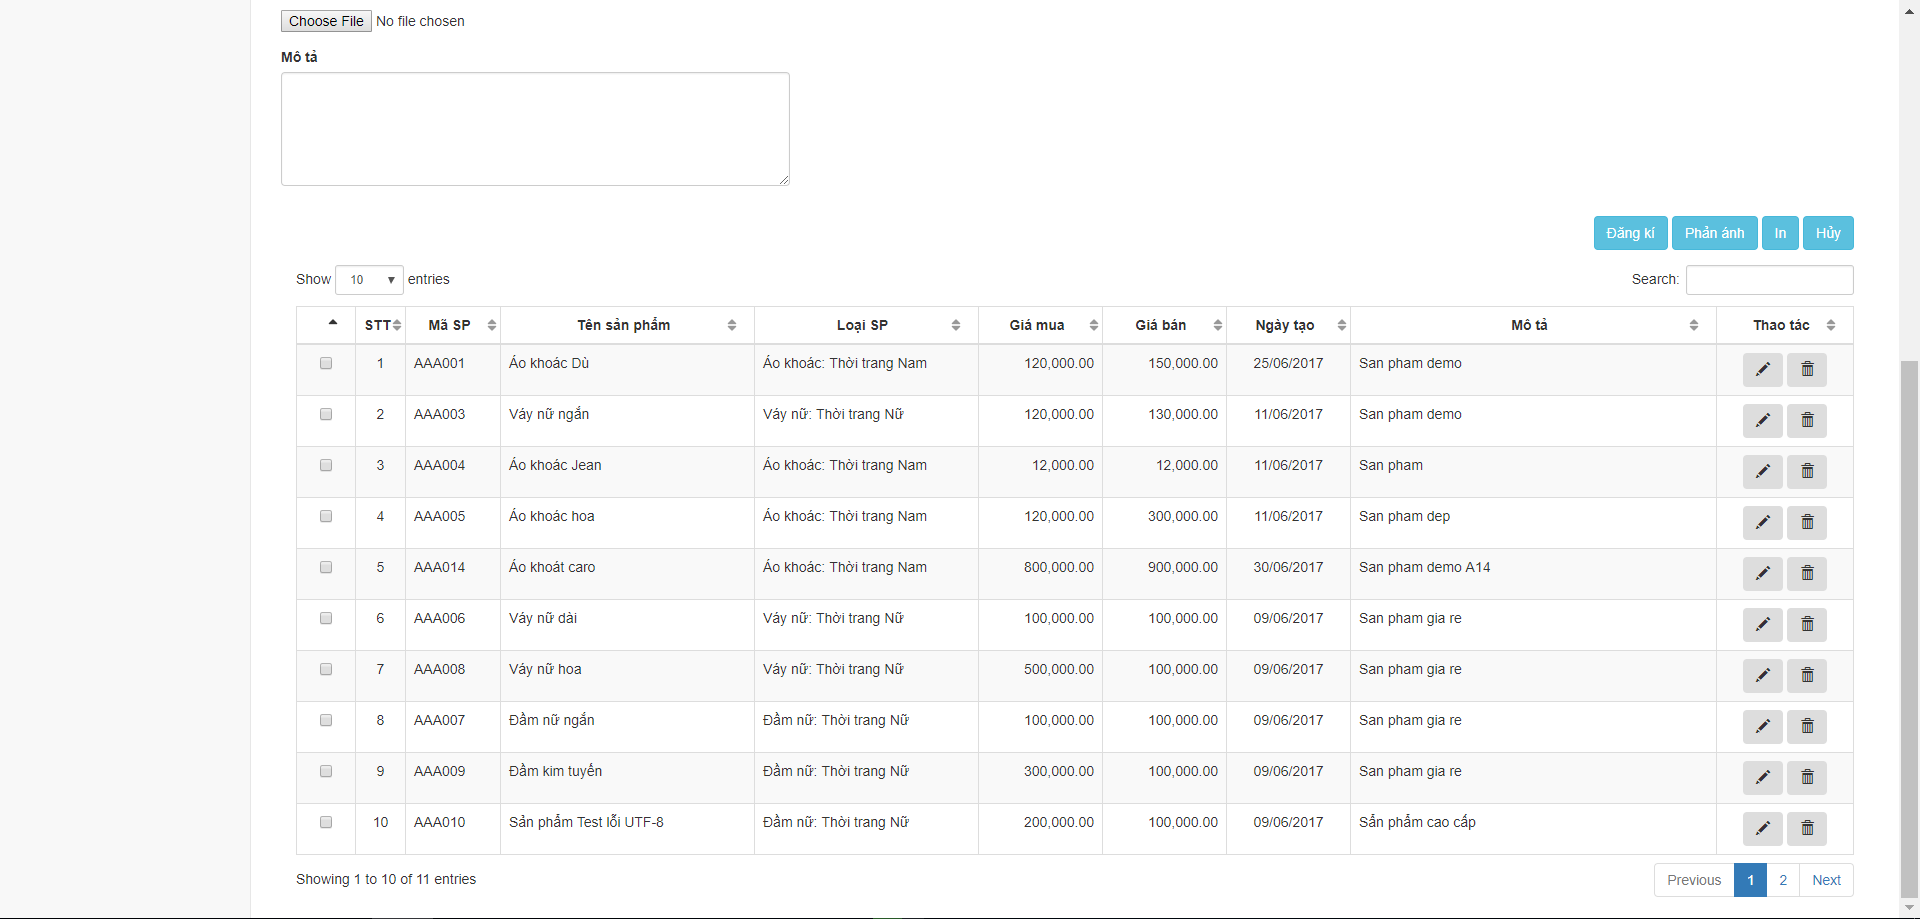 Choose File No file chosen
Mô tả
Đăng kí Phản ánh In Hủy
Show 10 entries Search:
STT Mã SP Tên sản phẩm Loại SP Giá mua Giá bán Ngày tạo Mô tả Thao tác
1 AAA001 Áo khoác Dù Áo khoác: Thời trang Nam 120,000.00 150,000.00 25/06/2017 San pham demo
2 AAA003 Váy nữ ngắn Váy nữ: Thời trang Nữ 120,000.00 130,000.00 11/06/2017 San pham demo
3 AAA004 Áo khoác Jean Áo khoác: Thời trang Nam 12,000.00 12,000.00 11/06/2017 San pham
4 AAA005 Áo khoác hoa Áo khoác: Thời trang Nam 120,000.00 300,000.00 11/06/2017 San pham dep
5 AAA014 Áo khoát caro Áo khoác: Thời trang Nam 800,000.00 900,000.00 30/06/2017 San pham demo A14
6 AAA006 Váy nữ dài Váy nữ: Thời trang Nữ 100,000.00 100,000.00 09/06/2017 San pham gia re
7 AAA008 Váy nữ hoa Váy nữ: Thời trang Nữ 500,000.00 100,000.00 09/06/2017 San pham gia re
8 AAA007 Đầm nữ ngắn Đầm nữ: Thời trang Nữ 100,000.00 100,000.00 09/06/2017 San pham gia re
9 AAA009 Đầm kim tuyến Đầm nữ: Thời trang Nữ 300,000.00 100,000.00 09/06/2017 San pham gia re
10 AAA010 Sản phẩm Test lỗi UTF-8 Đầm nữ: Thời trang Nữ 200,000.00 100,000.00 09/06/2017 Sẩn phẩm cao cấp
Showing 1 to 10 of 11 entries Previous 1 2 Next